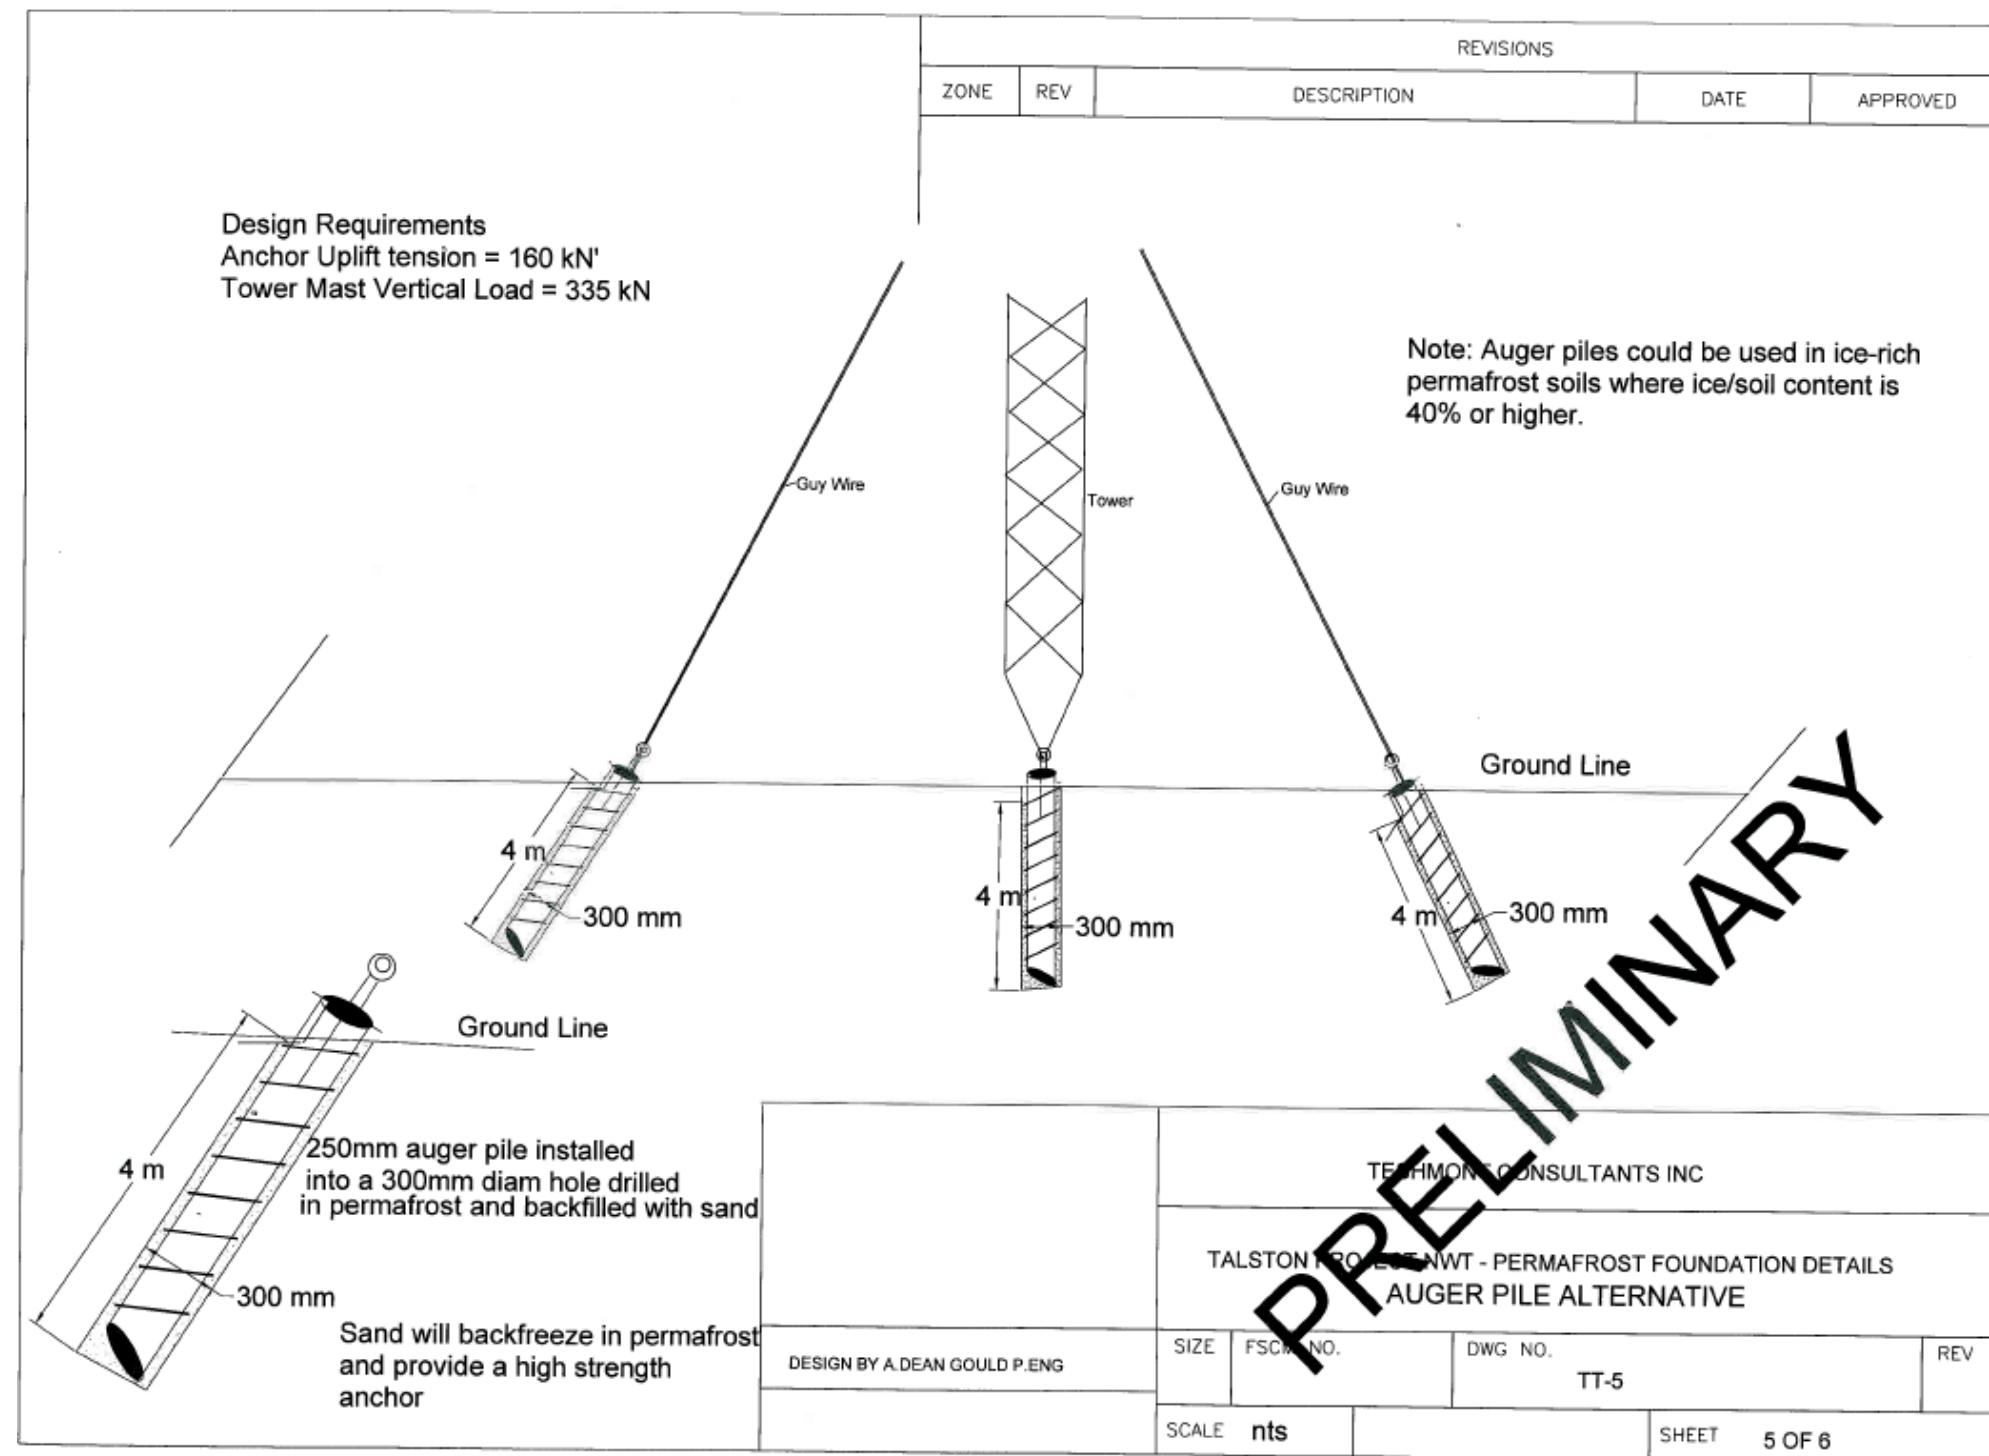 REVISIONS
ZONE REV DESCRIPTION DATE APPROVED
Design Requirements
Anchor Uplift tension = 160 kN'
Tower Mast Vertical Load = 335 kN
Note: Auger piles could be used in ice-rich
permafrost soils where ice/soil content is
40% or higher.
Guy Wire
Tower
Guy Wire
Ground Line
4 m
300 mm
4 m
300 mm
4 m
300 mm
Ground Line
4 m
250mm auger pile installed
into a 300mm diam hole drilled
in permafrost and backfilled with sand
300 mm
Sand will backfreeze in permafrost
and provide a high strength
anchor
PRELIMINARY
TESHMONT CONSULTANTS INC
TALSTON PROJECT NWT - PERMAFROST FOUNDATION DETAILS
AUGER PILE ALTERNATIVE
DESIGN BY A.DEAN GOULD P.ENG
SIZE FSCM NO. DWG NO. REV
TT-5
SCALE nts SHEET 5 OF 6